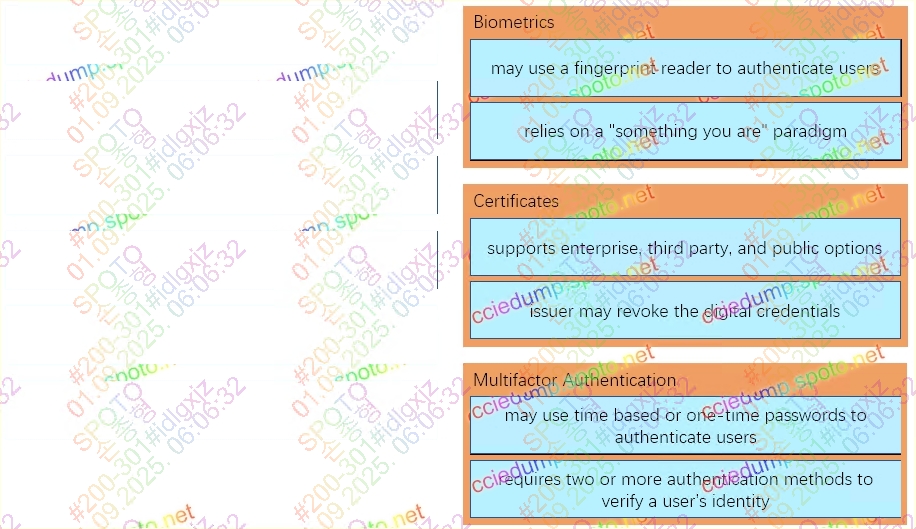 Biometrics
may use a fingerprint reader to authenticate users
relies on a "something you are" paradigm
Certificates
supports enterprise, third party, and public options
issuer may revoke the digital credentials
Multifactor Authentication
may use time based or one-time passwords to
authenticate users
requires two or more authentication methods to
verify a user's identity
SPOTO
#200-301#dlgxiz
01.09.2025. 06:06:32
cciedump.spoto.net